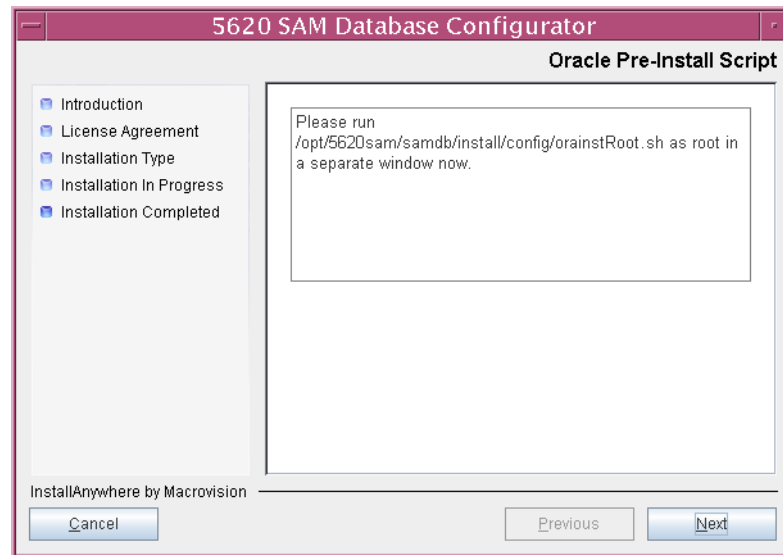 5620 SAM Database Configurator
Oracle Pre-Install Script
Introduction
License Agreement
Installation Type
Installation In Progress
Installation Completed
Please run
/opt/5620sam/samdb/install/config/orainstRoot.sh as root in
a separate window now.
InstallAnywhere by Macrovision
Cancel
Previous
Next